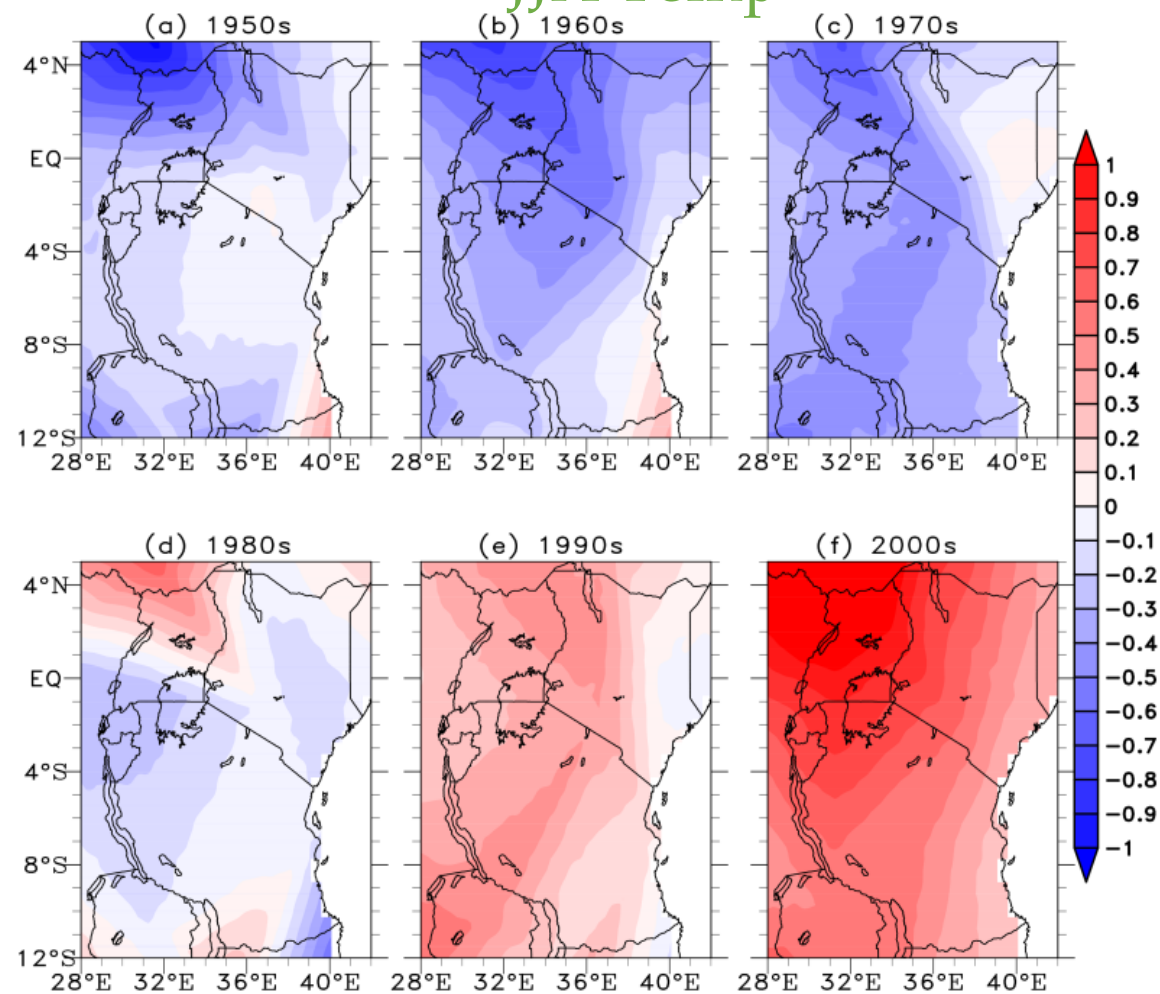 JJA Temp
(a) 1950s (b) 1960s (c) 1970s
4°N
EQ
4°S
8°S
12°S
28°E 32°E 36°E 40°E 28°E 32°E 36°E 40°E 28°E 32°E 36°E 40°E
(d) 1980s (e) 1990s (f) 2000s
4°N
EQ
4°S
8°S
12°S
28°E 32°E 36°E 40°E 28°E 32°E 36°E 40°E 28°E 32°E 36°E 40°E
1
0.9
0.8
0.7
0.6
0.5
0.4
0.3
0.2
0.1
0
-0.1
-0.2
-0.3
-0.4
-0.5
-0.6
-0.7
-0.8
-0.9
-1